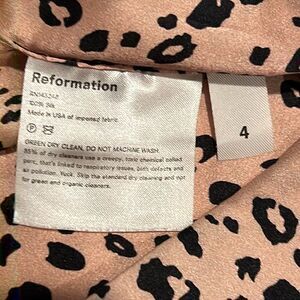 Reformation
100% Silk
Made in USA of imported fabric
GREEN DRY CLEAN, DO NOT MACHINE WASH
85% of dry cleaners use a creepy, toxic chemical called
perc, that's linked to respiratory issues, birth defects and
air pollution. Yuck. Skip the standard dry cleaning and opt
for green and organic cleaners.
4